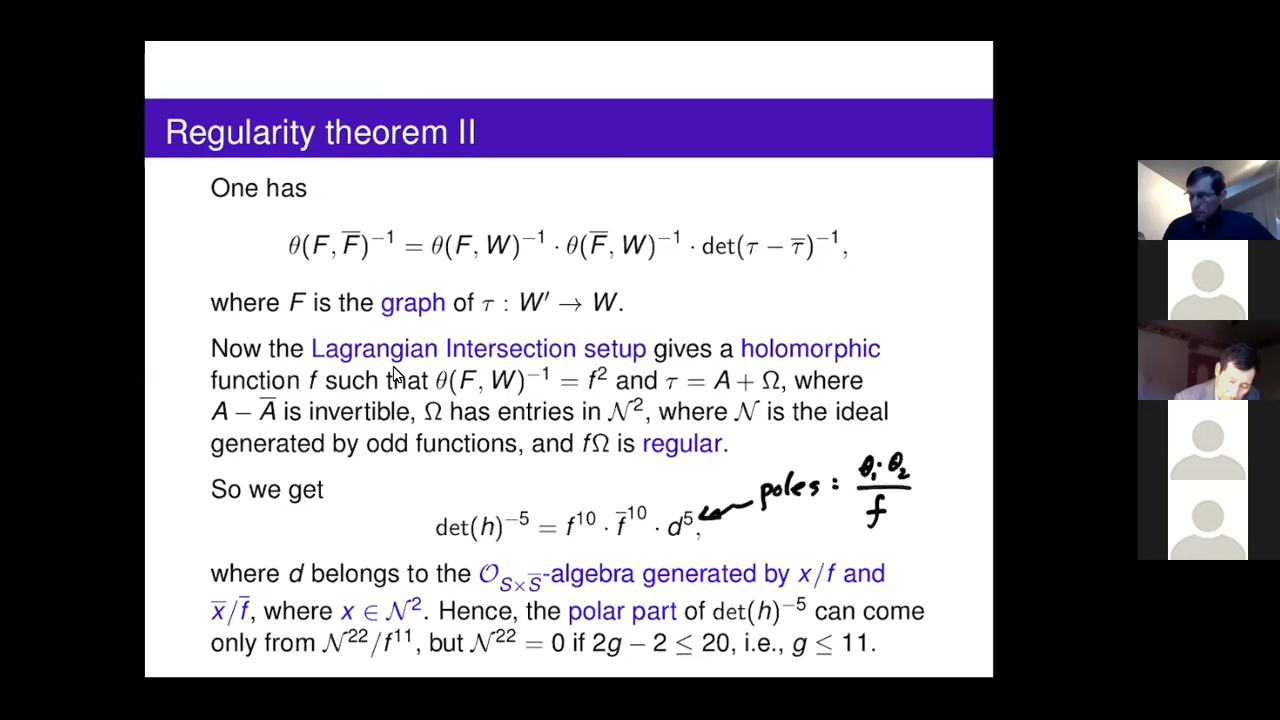 Regularity theorem II
One has
θ(F, F̅)⁻¹ = θ(F, W)⁻¹ · θ(F̅, W)⁻¹ · det(τ − τ̅)⁻¹,
where F is the graph of τ : W′ → W.
Now the Lagrangian Intersection setup gives a holomorphic
function f such that θ(F, W)⁻¹ = f² and τ = A + Ω, where
A − A̅ is invertible, Ω has entries in 𝒩², where 𝒩 is the ideal
generated by odd functions, and fΩ is regular.
So we get
poles : θ₁·θ₂ / f
det(h)⁻⁵ = f¹⁰ · f̅¹⁰ · d⁵,
where d belongs to the 𝒪_{S×S̅}-algebra generated by x/f and
x̅/f̅, where x ∈ 𝒩². Hence, the polar part of det(h)⁻⁵ can come
only from 𝒩²²/f¹¹, but 𝒩²² = 0 if 2g − 2 ≤ 20, i.e., g ≤ 11.